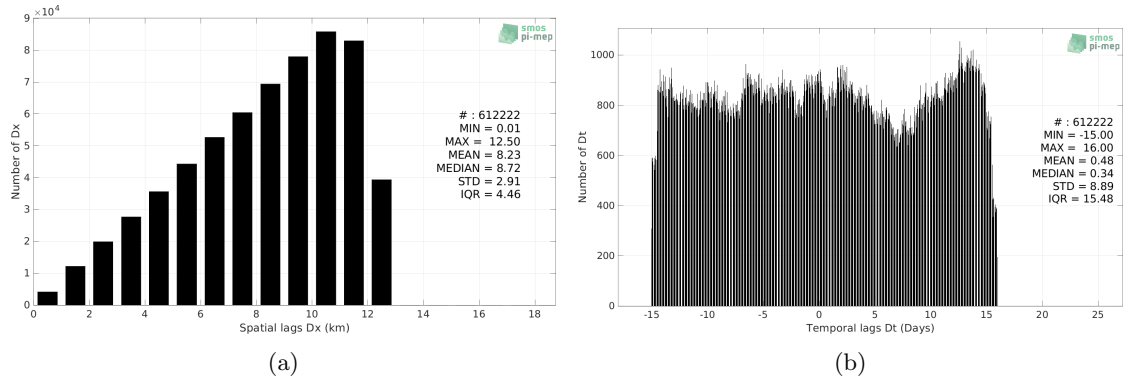 ×10⁴
9
8
7
6
5
4
3
2
1
0
Number of Dx
0 2 4 6 8 10 12 14 16 18
Spatial lags Dx (km)
smos
pi-mep
# : 612222
MIN = 0.01
MAX = 12.50
MEAN = 8.23
MEDIAN = 8.72
STD = 2.91
IQR = 4.46
(a)
1000
800
600
400
200
0
Number of Dt
-15 -10 -5 0 5 10 15 20 25
Temporal lags Dt (Days)
smos
pi-mep
# : 612222
MIN = -15.00
MAX = 16.00
MEAN = 0.48
MEDIAN = 0.34
STD = 8.89
IQR = 15.48
(b)